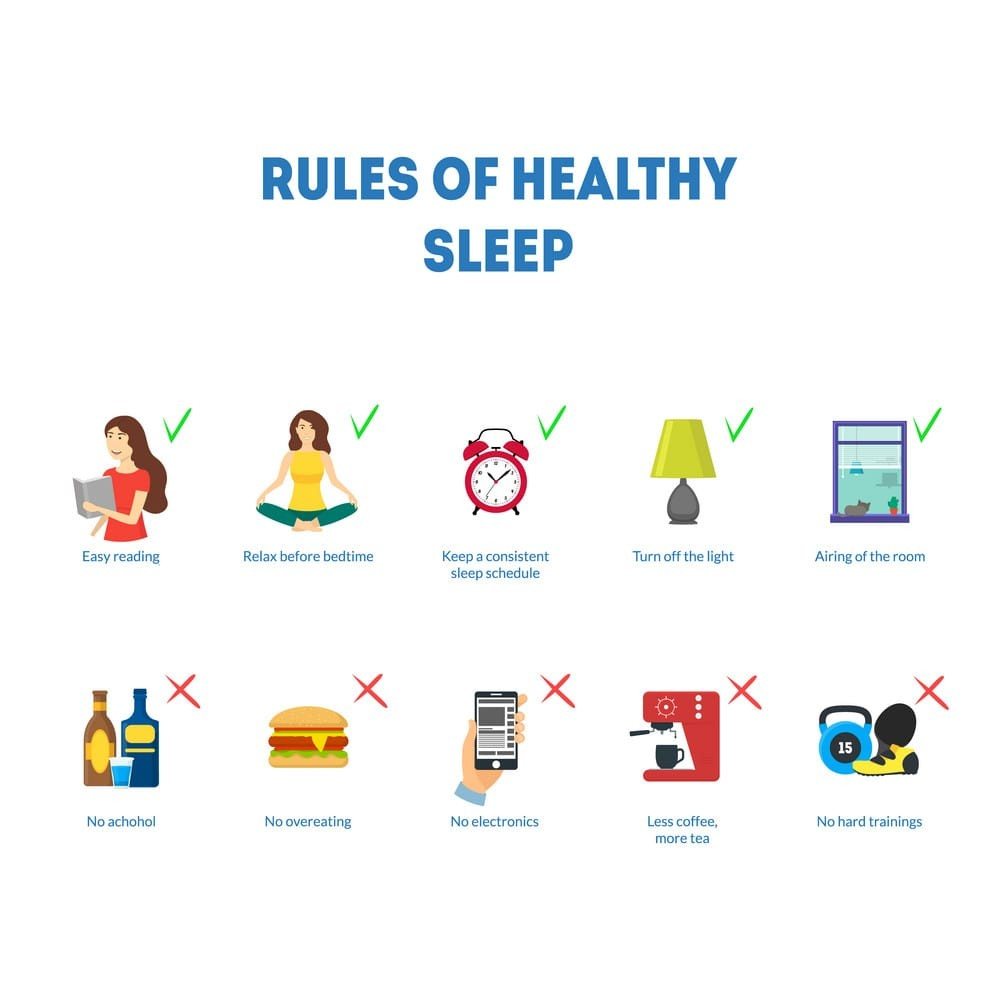 RULES OF HEALTHY
SLEEP
Easy reading
Relax before bedtime
Keep a consistent
sleep schedule
Turn off the light
Airing of the room
No achohol
No overeating
No electronics
Less coffee,
more tea
15
No hard trainings